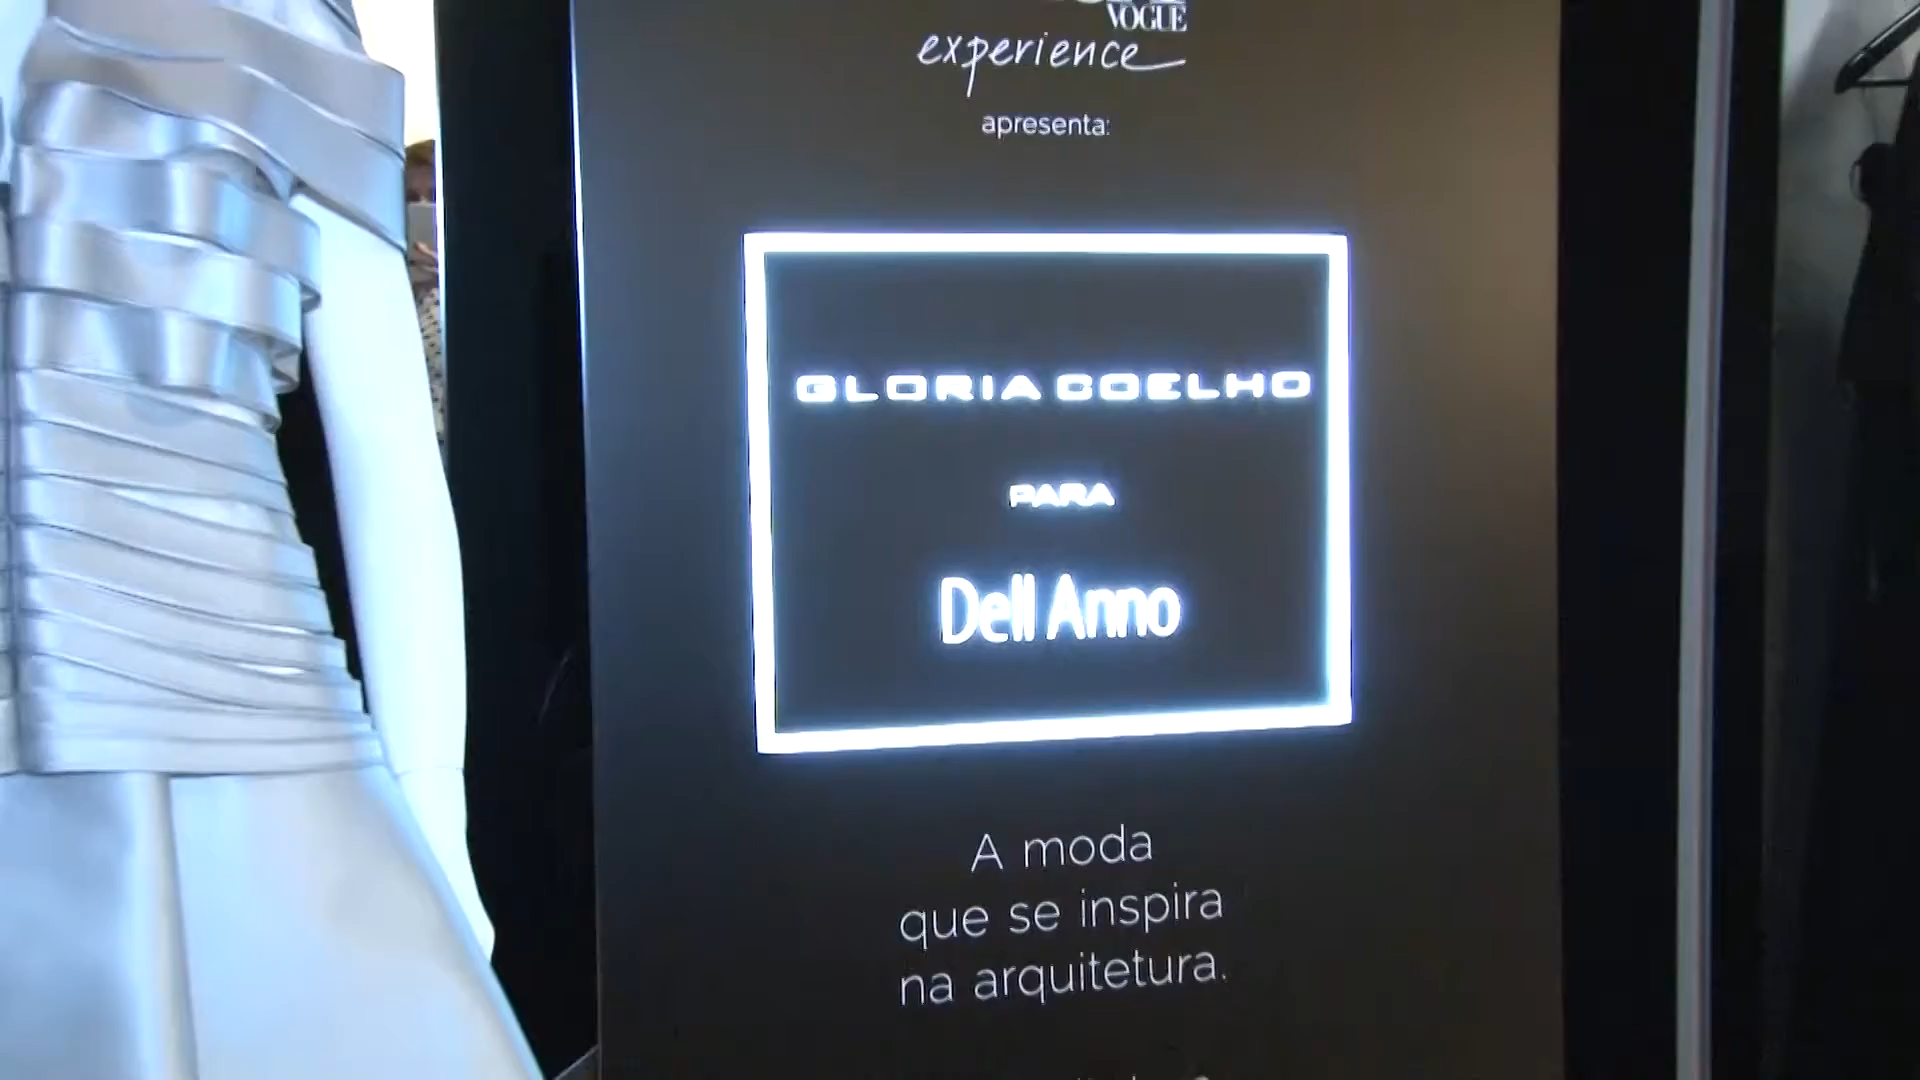 VOGUE
experience
apresenta:
GLORIA COELHO
PARA
Dell Anno
A moda
que se inspira
na arquitetura.